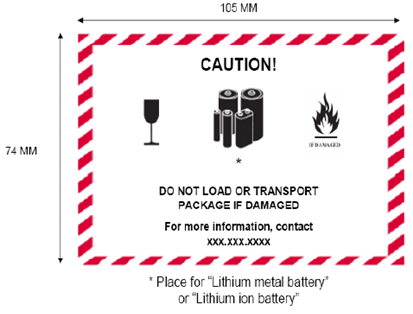 105 MM
CAUTION!
74 MM
IF DAMAGED
*
DO NOT LOAD OR TRANSPORT
PACKAGE IF DAMAGED
For more information, contact
xxx.xxx.xxxx
* Place for “Lithium metal battery”
or “Lithium ion battery”